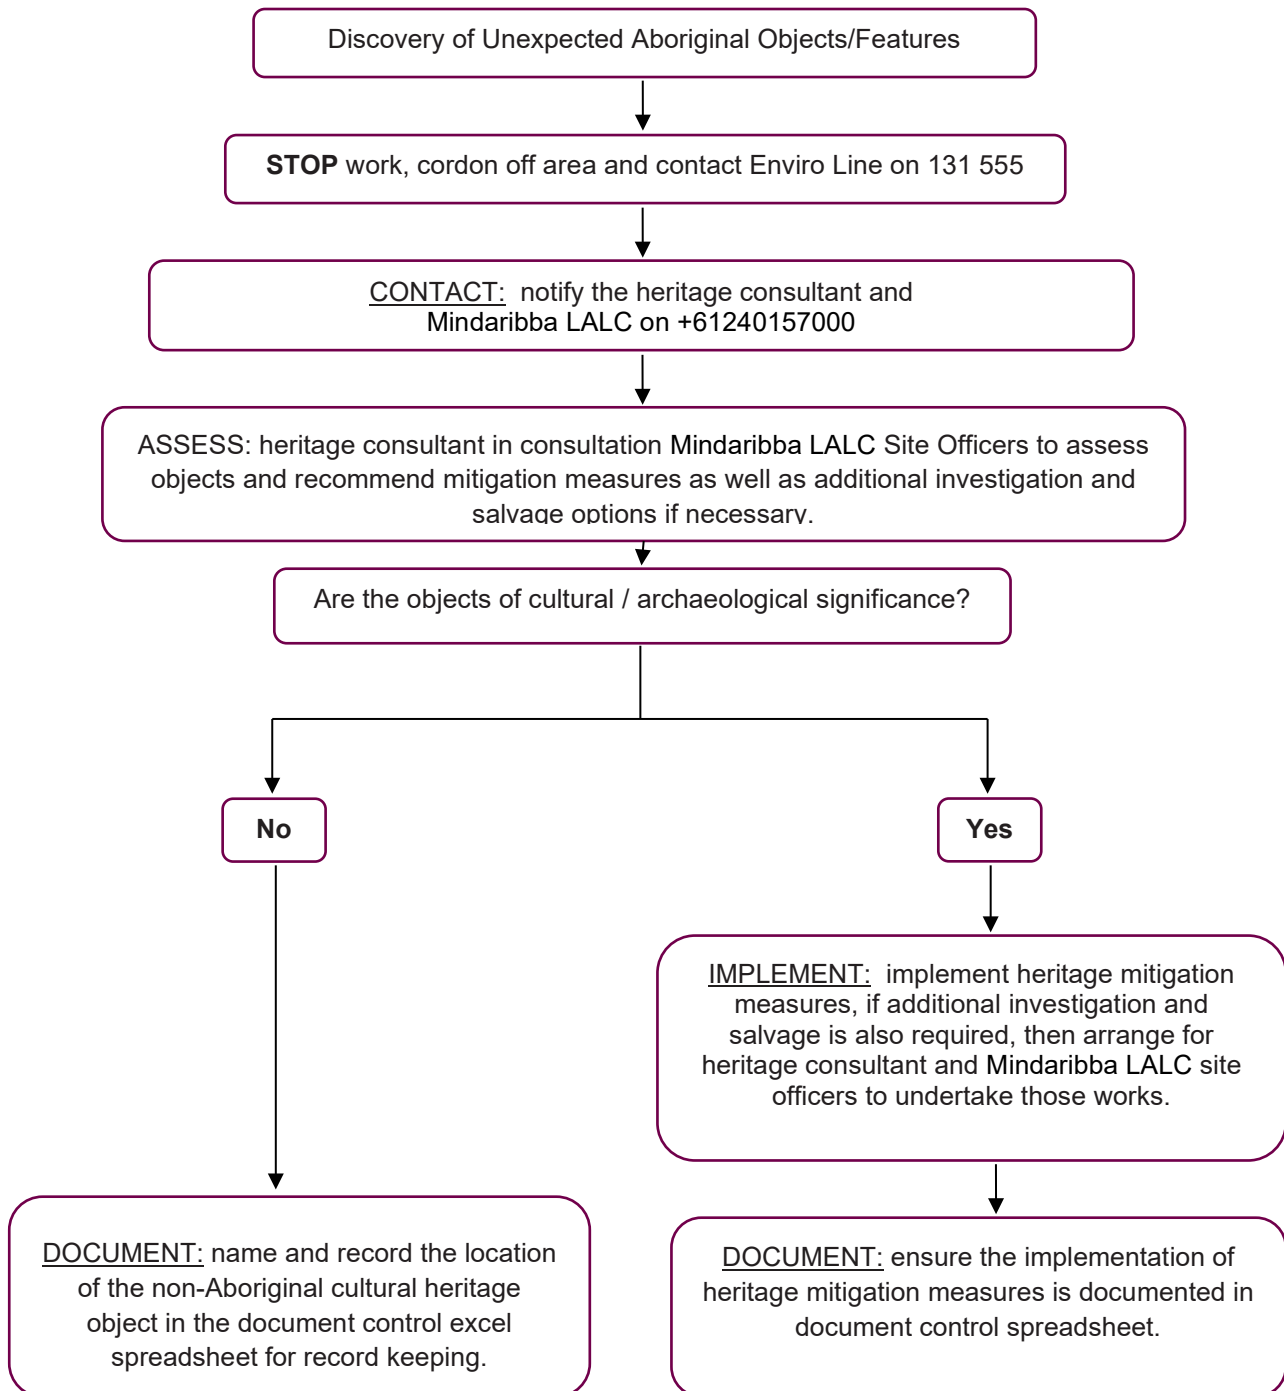 Discovery of Unexpected Aboriginal Objects/Features
STOP work, cordon off area and contact Enviro Line on 131 555
CONTACT: notify the heritage consultant and
Mindaribba LALC on +61240157000
ASSESS: heritage consultant in consultation Mindaribba LALC Site Officers to assess
objects and recommend mitigation measures as well as additional investigation and
salvage options if necessary.
Are the objects of cultural / archaeological significance?
No
Yes
IMPLEMENT: implement heritage mitigation
measures, if additional investigation and
salvage is also required, then arrange for
heritage consultant and Mindaribba LALC site
officers to undertake those works.
DOCUMENT: name and record the location
of the non-Aboriginal cultural heritage
object in the document control excel
spreadsheet for record keeping.
DOCUMENT: ensure the implementation of
heritage mitigation measures is documented in
document control spreadsheet.